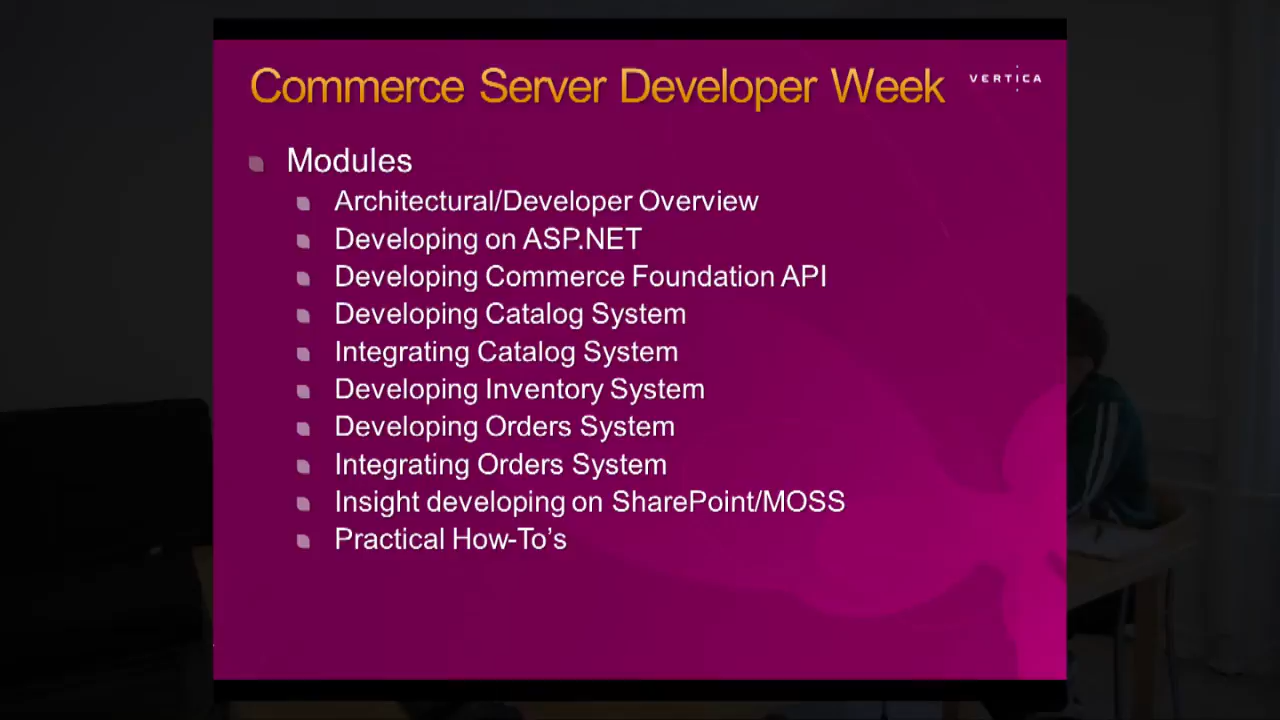 Commerce Server Developer Week
VERTICA
Modules
Architectural/Developer Overview
Developing on ASP.NET
Developing Commerce Foundation API
Developing Catalog System
Integrating Catalog System
Developing Inventory System
Developing Orders System
Integrating Orders System
Insight developing on SharePoint/MOSS
Practical How-To’s